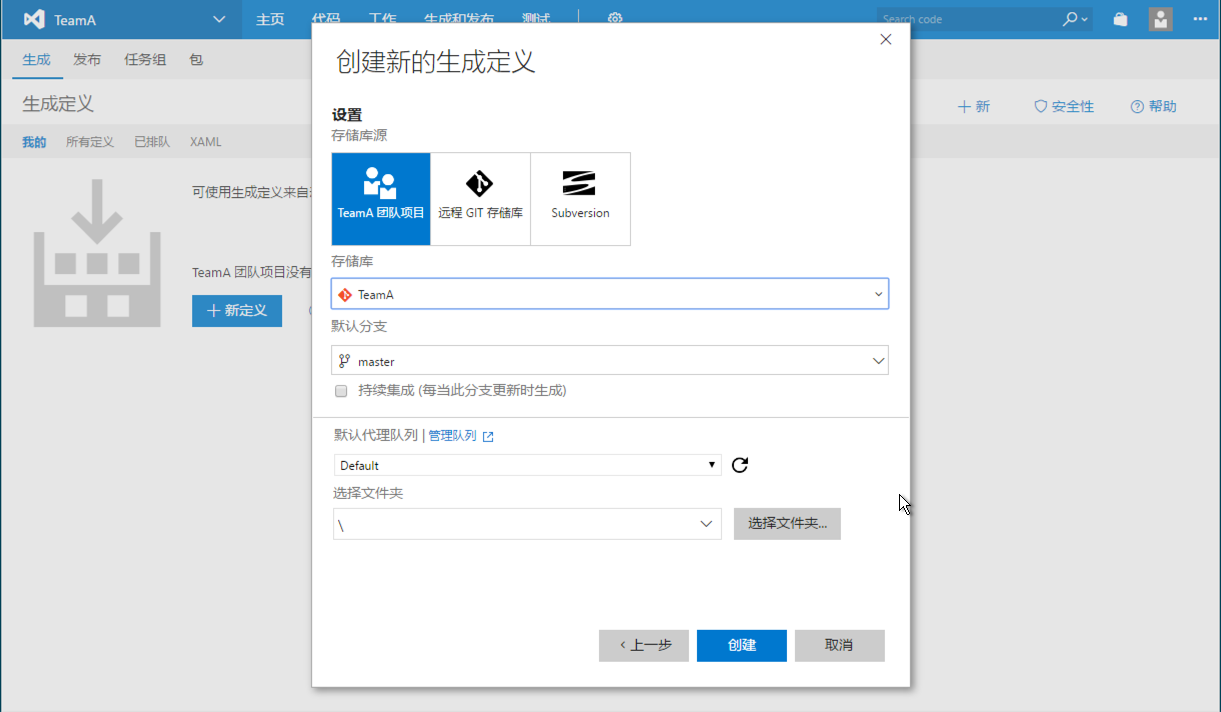 TeamA
主页 代码 工作 生成和发布 测试
Search code
生成 发布 任务组 包
生成定义
新 安全性 帮助
我的 所有定义 已排队 XAML
可使用生成定义来自
TeamA 团队项目没有
新定义
创建新的生成定义
设置
存储库源
TeamA 团队项目 远程 GIT 存储库 Subversion
存储库
TeamA
默认分支
master
持续集成 (每当此分支更新时生成)
默认代理队列 | 管理队列
Default
选择文件夹
\
选择文件夹...
上一步 创建 取消